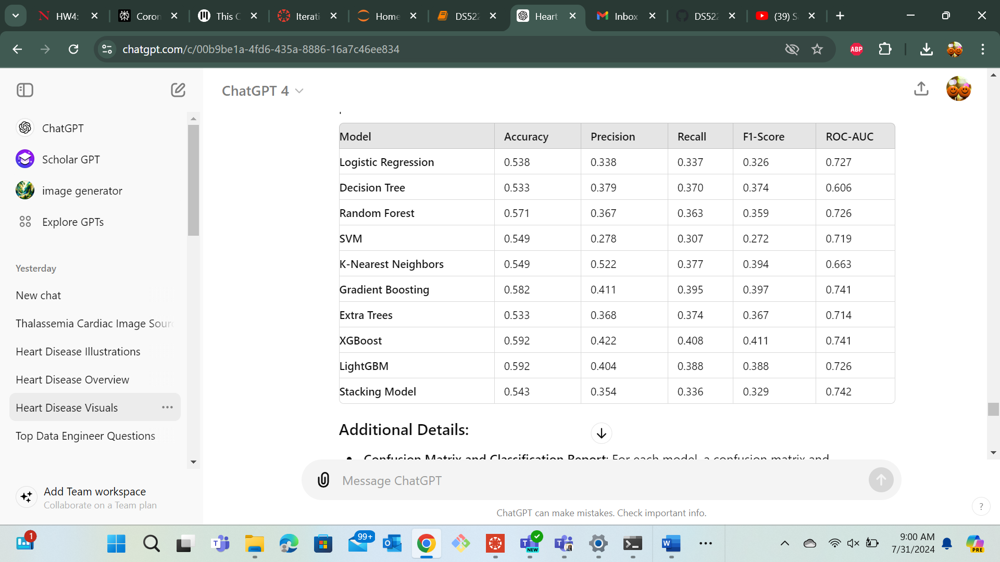 HW4:
Coron
This C
Iterati
Home
DS522
Heart
Inbox
DS522
(39) S
chatgpt.com/c/00b9be1a-4fd6-435a-8886-16a7c46ee834
ABP
ChatGPT 4
ChatGPT
Scholar GPT
image generator
Explore GPTs
Yesterday
New chat
Thalassemia Cardiac Image Sour
Heart Disease Illustrations
Heart Disease Overview
Heart Disease Visuals
Top Data Engineer Questions
Add Team workspace
Collaborate on a Team plan
Model Accuracy Precision Recall F1-Score ROC-AUC
Logistic Regression 0.538 0.338 0.337 0.326 0.727
Decision Tree 0.533 0.379 0.370 0.374 0.606
Random Forest 0.571 0.367 0.363 0.359 0.726
SVM 0.549 0.278 0.307 0.272 0.719
K-Nearest Neighbors 0.549 0.522 0.377 0.394 0.663
Gradient Boosting 0.582 0.411 0.395 0.397 0.741
Extra Trees 0.533 0.368 0.374 0.367 0.714
XGBoost 0.592 0.422 0.408 0.411 0.741
LightGBM 0.592 0.404 0.388 0.388 0.726
Stacking Model 0.543 0.354 0.336 0.329 0.742
Additional Details:
Confusion Matrix and Classification Report: For each model, a confusion matrix and
Message ChatGPT
ChatGPT can make mistakes. Check important info.
?
1
99+
NEW
9:00 AM
7/31/2024
PRE